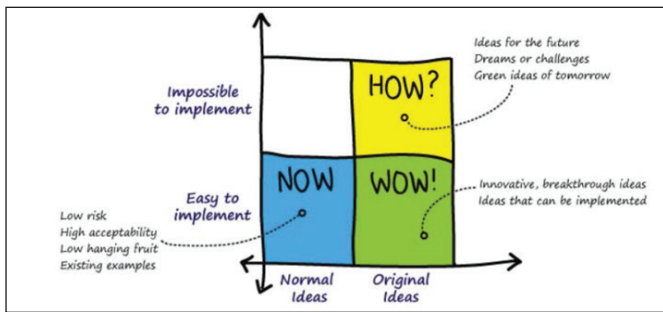 Ideas for the future
Dreams or challenges
Green ideas of tomorrow
Impossible
to implement
HOW?
NOW
WOW!
Easy to
implement
Innovative, breakthrough ideas
Ideas that can be implemented
Low risk
High acceptability
Low hanging fruit
Existing examples
Normal
Ideas
Original
Ideas